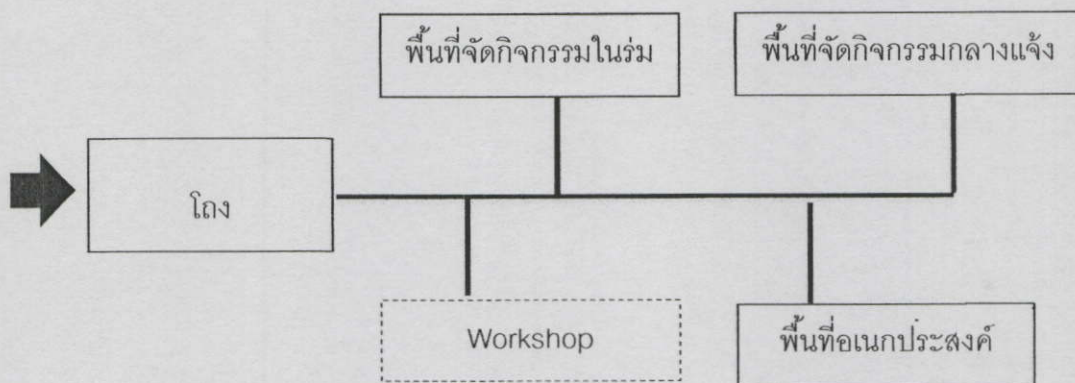 พื้นที่จัดกิจกรรมในร่ม
พื้นที่จัดกิจกรรมกลางแจ้ง
โถง
Workshop
พื้นที่อเนกประสงค์